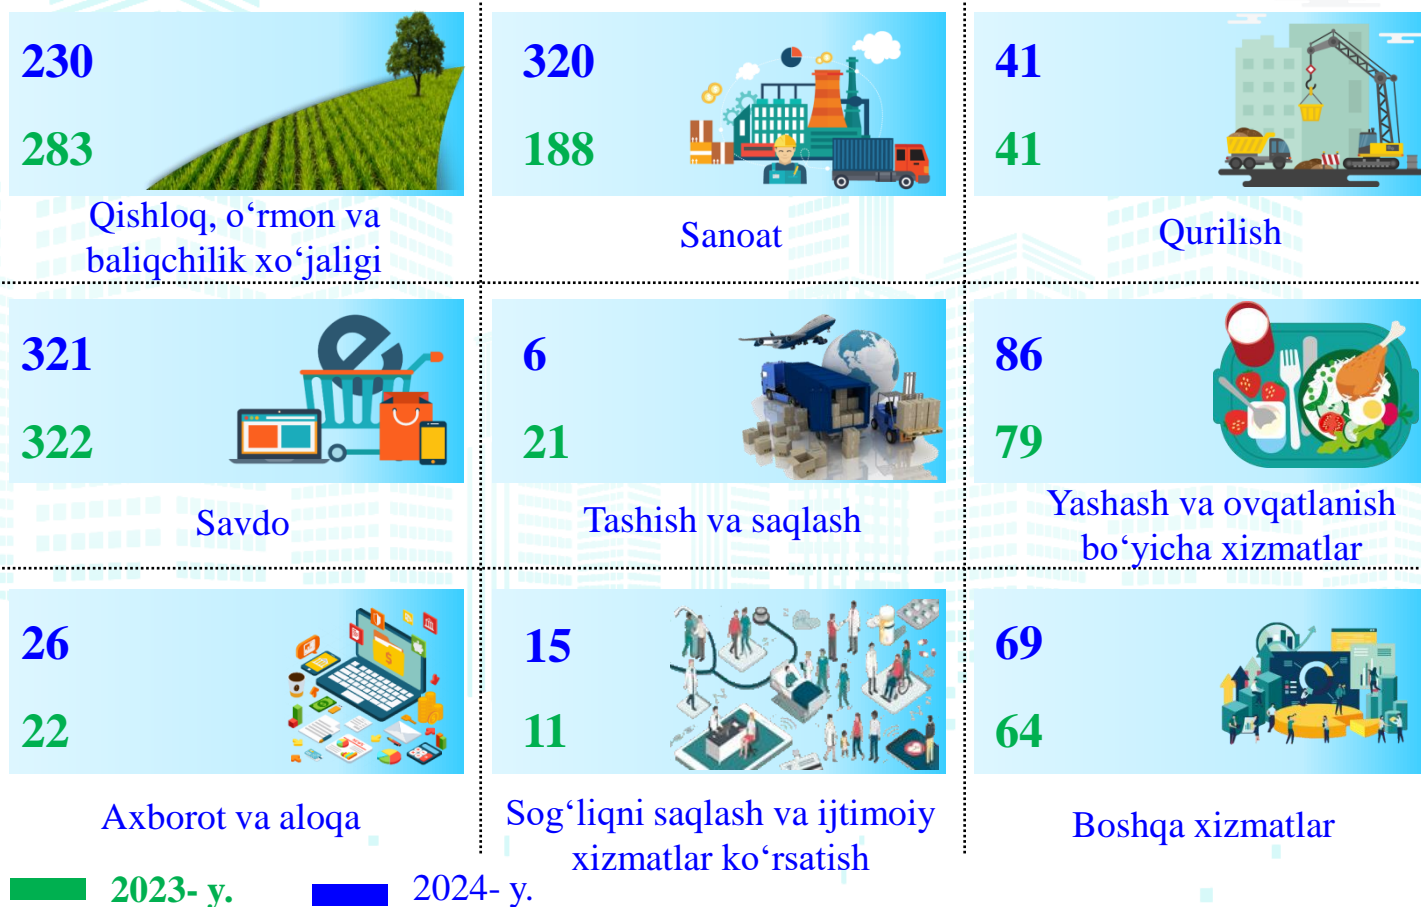 230
283
Qishloq, o‘rmon va
baliqchilik xo‘jaligi
320
188
Sanoat
41
41
Qurilish
321
322
Savdo
6
21
Tashish va saqlash
86
79
Yashash va ovqatlanish
bo‘yicha xizmatlar
26
22
Axborot va aloqa
15
11
Sog‘liqni saqlash va ijtimoiy
xizmatlar ko‘rsatish
69
64
Boshqa xizmatlar
2023- y.
2024- y.